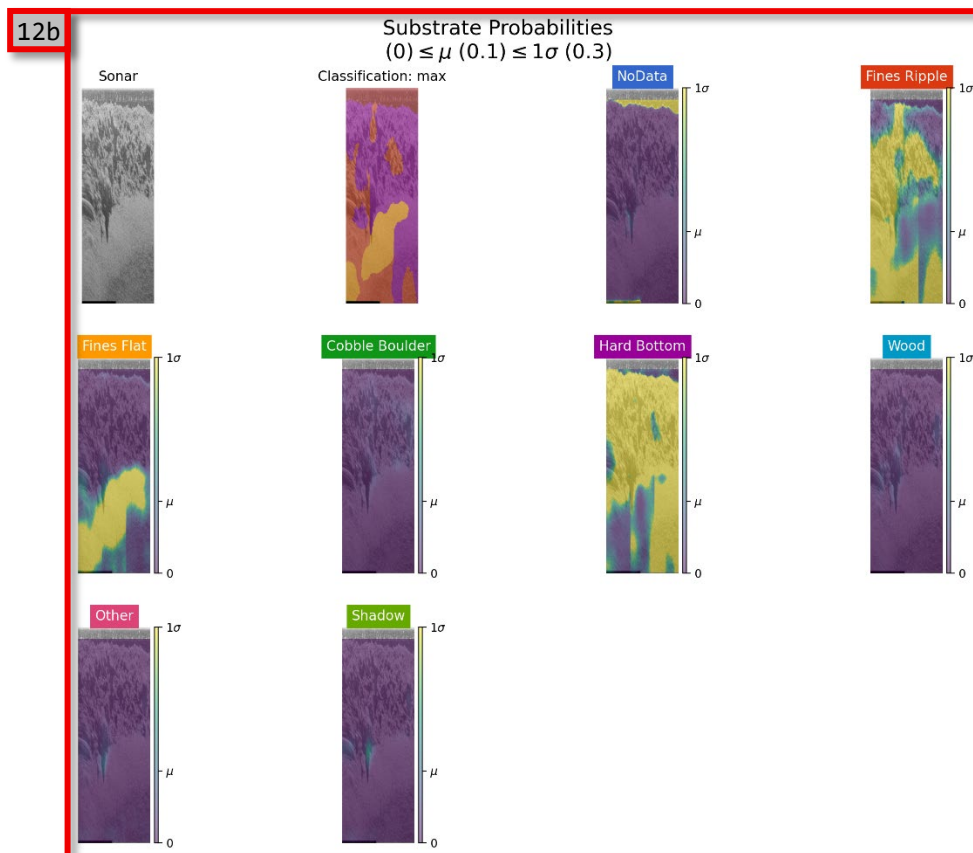 12b
Substrate Probabilities
(0) ≤ μ (0.1) ≤ 1σ (0.3)
Sonar
Classification: max
NoData
1σ
μ
0
Fines Ripple
1σ
μ
0
Fines Flat
1σ
μ
0
Cobble Boulder
1σ
μ
0
Hard Bottom
1σ
μ
0
Wood
1σ
μ
0
Other
1σ
μ
0
Shadow
1σ
μ
0